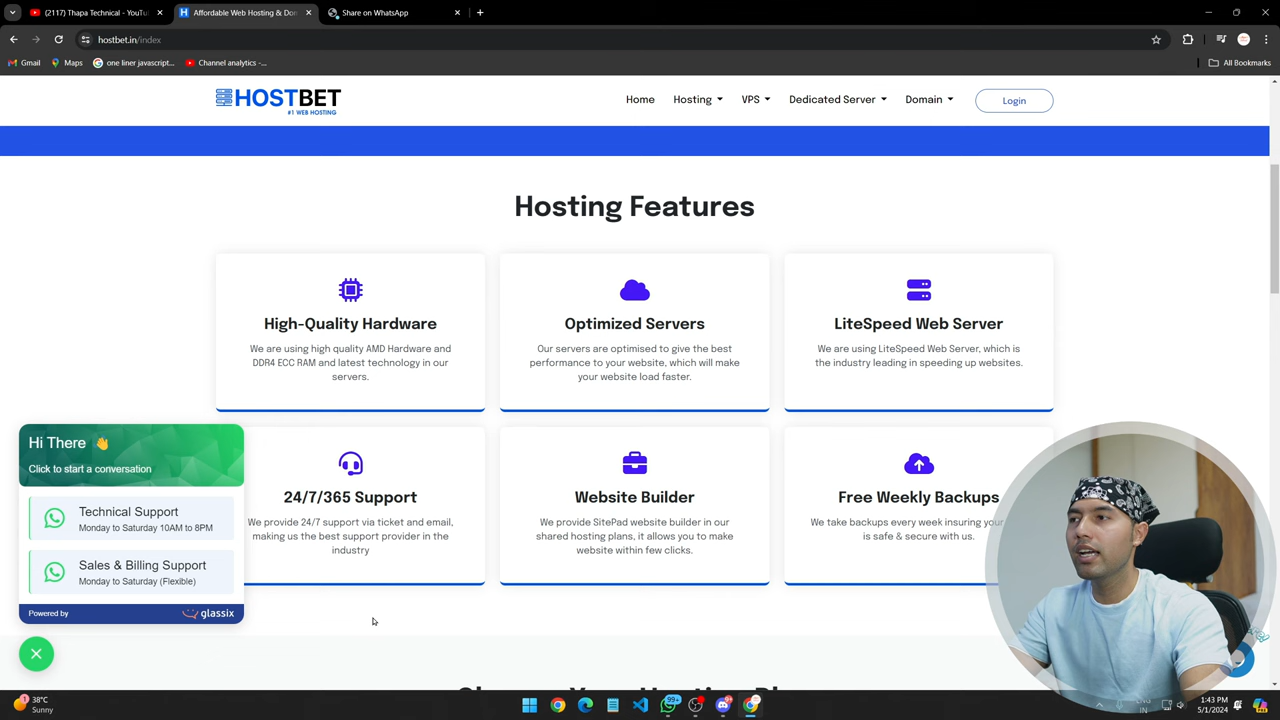 (2117) Thapa Technical - YouTu
Affordable Web Hosting & Don
Share on WhatsApp
hostbet.in/index
Gmail
Maps
one liner javascript...
Channel analytics -...
All Bookmarks
HOSTBET
#1 WEB HOSTING
Home
Hosting
VPS
Dedicated Server
Domain
Login
Hosting Features
High-Quality Hardware
We are using high quality AMD Hardware and
DDR4 ECC RAM and latest technology in our
servers.
Optimized Servers
Our servers are optimised to give the best
performance to your website, which will make
your website load faster.
LiteSpeed Web Server
We are using LiteSpeed Web Server, which is
the industry leading in speeding up websites.
24/7/365 Support
We provide 24/7 support via ticket and email,
making us the best support provider in the
industry
Website Builder
We provide SitePad website builder in our
shared hosting plans, it allows you to make
website within few clicks.
Free Weekly Backups
We take backups every week insuring your
is safe & secure with us.
Hi There
Click to start a conversation
Technical Support
Monday to Saturday 10AM to 8PM
Sales & Billing Support
Monday to Saturday (Flexible)
Powered by
glassix
38°C
Sunny
99+
ENG
IN
1:43 PM
5/1/2024